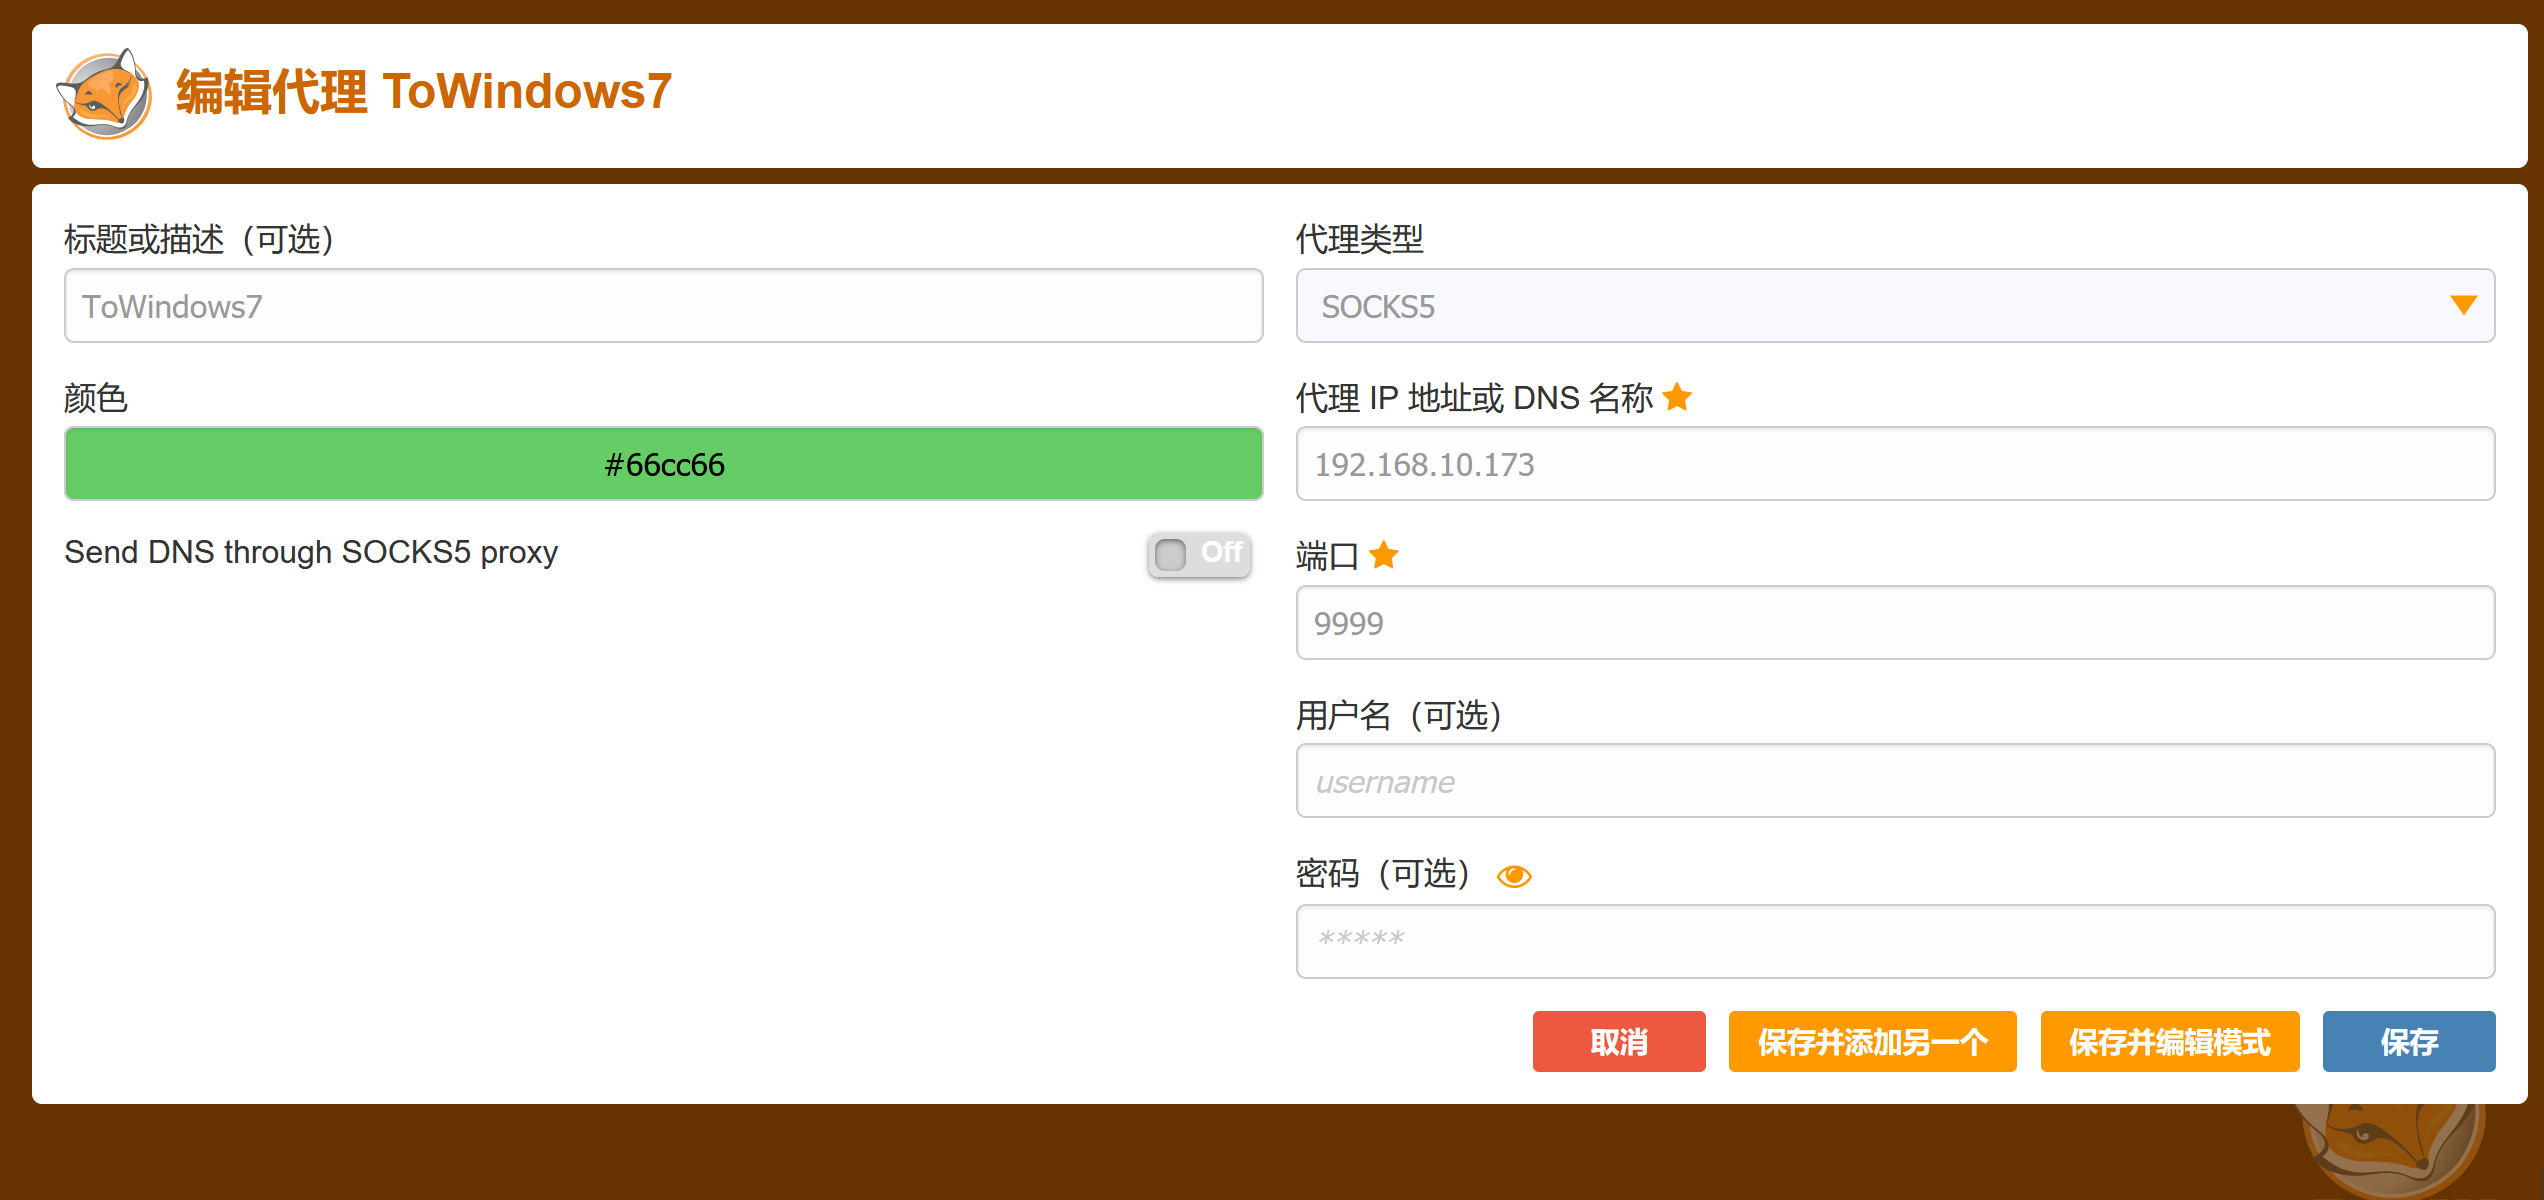 编辑代理 ToWindows7
标题或描述（可选）
ToWindows7
颜色
#66cc66
Send DNS through SOCKS5 proxy
Off
代理类型
SOCKS5
代理 IP 地址或 DNS 名称
192.168.10.173
端口
9999
用户名（可选）
username
密码（可选）
*****
取消
保存并添加另一个
保存并编辑模式
保存